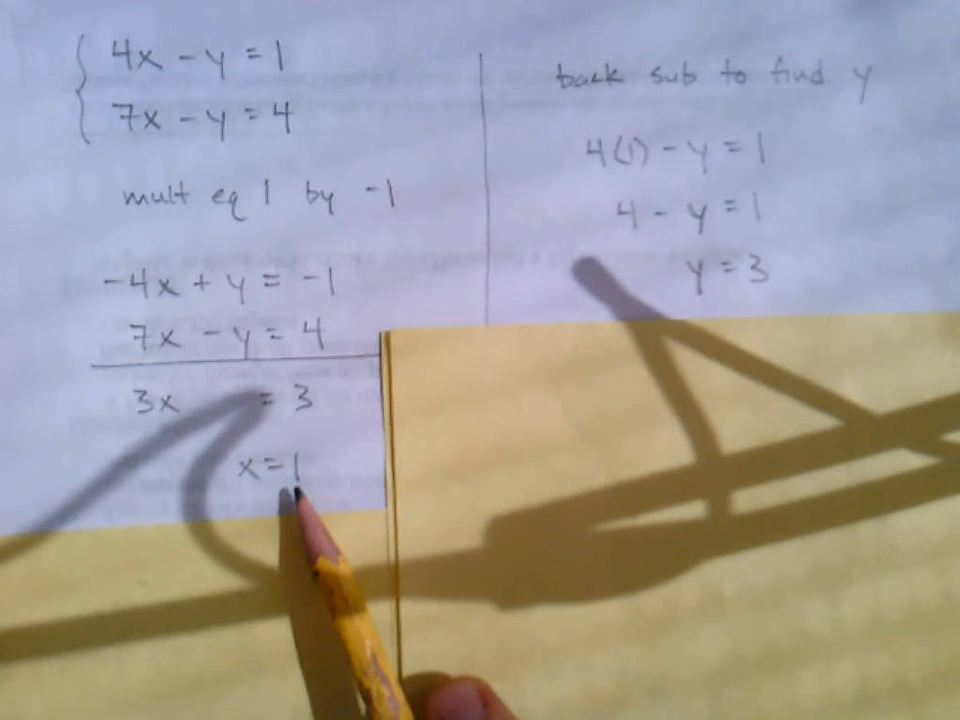 4x - y = 1
7x - y = 4
mult eq 1 by -1
-4x + y = -1
7x - y = 4
3x = 3
x = 1
back sub to find y
4(1) - y = 1
4 - y = 1
y = 3